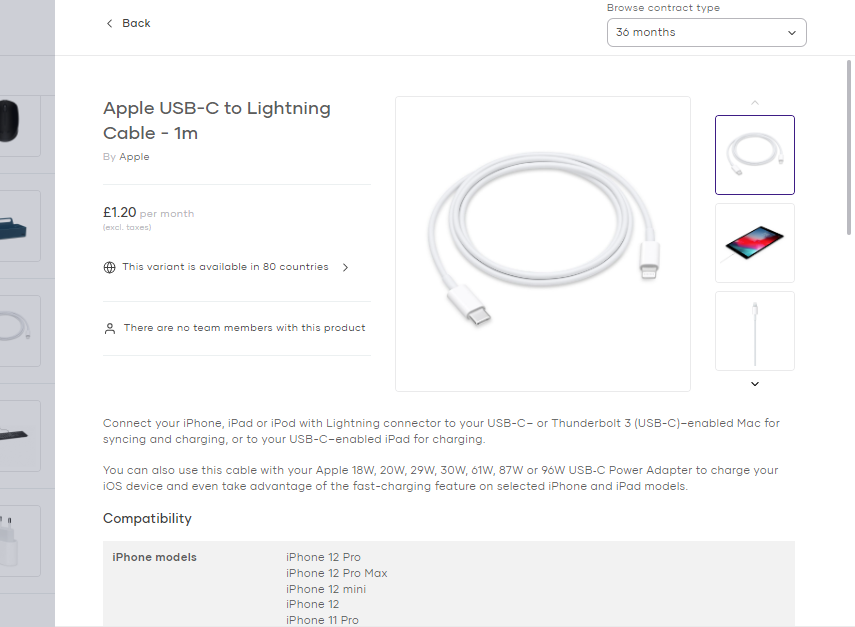 Back
Browse contract type
36 months
Apple USB-C to Lightning
Cable - 1m
By Apple
£1.20 per month
(excl. taxes)
This variant is available in 80 countries
There are no team members with this product
Connect your iPhone, iPad or iPod with Lightning connector to your USB-C– or Thunderbolt 3 (USB-C)–enabled Mac for
syncing and charging, or to your USB-C–enabled iPad for charging.
You can also use this cable with your Apple 18W, 20W, 29W, 30W, 61W, 87W or 96W USB-C Power Adapter to charge your
iOS device and even take advantage of the fast-charging feature on selected iPhone and iPad models.
Compatibility
iPhone models
iPhone 12 Pro
iPhone 12 Pro Max
iPhone 12 mini
iPhone 12
iPhone 11 Pro